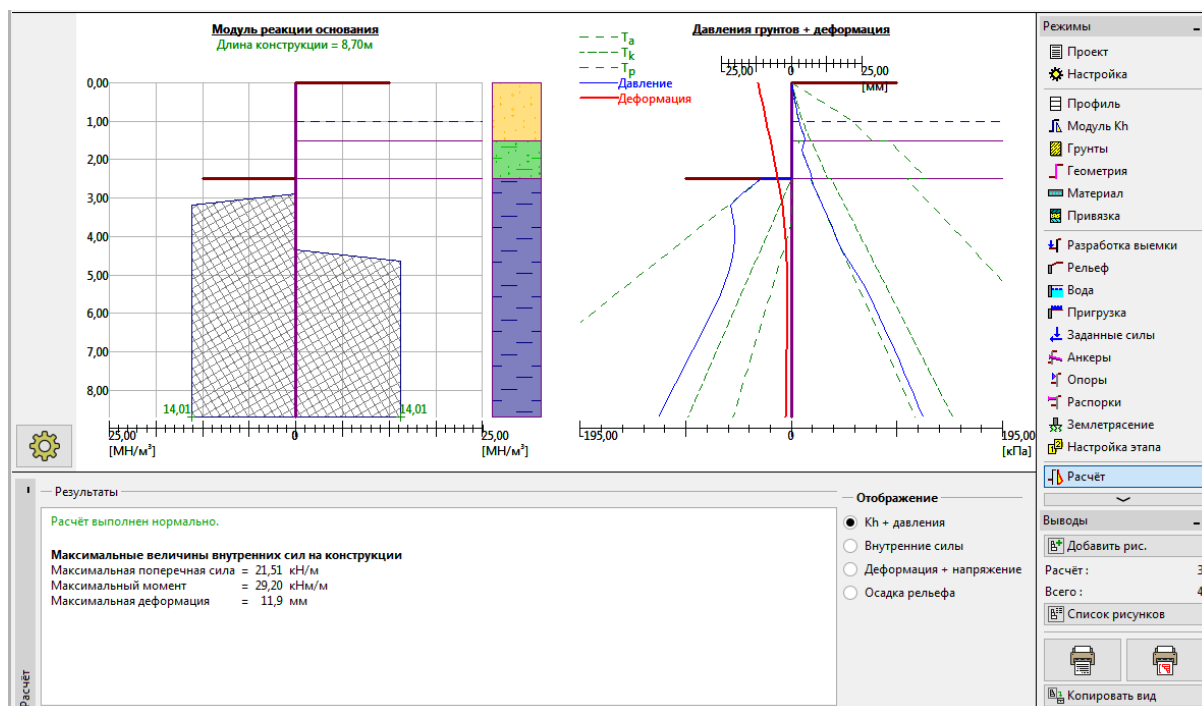 Модуль реакции основания
Длина конструкции = 8,70м
0,00
1,00
2,00
3,00
4,00
5,00
6,00
7,00
8,00
14,01
14,01
25,00
0
25,00
[МН/м³]
[МН/м³]
Давления грунтов + деформация
Ta
Tk
Tp
Давление
Деформация
-25,00
0
25,00
[мм]
-195,00
0
195,00
[кПа]
Режимы
Проект
Настройка
Профиль
Модуль Kh
Грунты
Геометрия
Материал
Привязка
Разработка выемки
Рельеф
Вода
Пригрузка
Заданные силы
Анкеры
Опоры
Распорки
Землетрясение
Настройка этапа
Расчёт
Выводы
Добавить рис.
Расчёт : 3
Всего : 4
Список рисунков
Копировать вид
Расчёт
Результаты
Расчёт выполнен нормально.
Максимальные величины внутренних сил на конструкции
Максимальная поперечная сила = 21,51 кН/м
Максимальный момент = 29,20 кНм/м
Максимальная деформация = 11,9 мм
Отображение
Kh + давления
Внутренние силы
Деформация + напряжение
Осадка рельефа